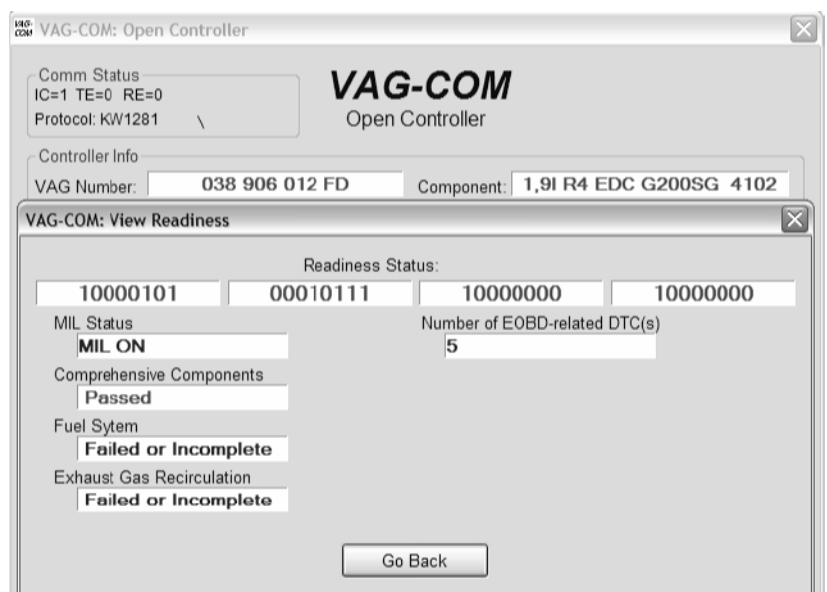 VAG-COM VAG-COM: Open Controller
Comm Status
IC=1 TE=0 RE=0
Protocol: KW1281 \
VAG-COM
Open Controller
Controller Info
VAG Number: 038 906 012 FD Component: 1,9l R4 EDC G200SG 4102
VAG-COM: View Readiness
Readiness Status:
10000101 00010111 10000000 10000000
MIL Status Number of EOBD-related DTC(s)
MIL ON 5
Comprehensive Components
Passed
Fuel Sytem
Failed or Incomplete
Exhaust Gas Recirculation
Failed or Incomplete
Go Back